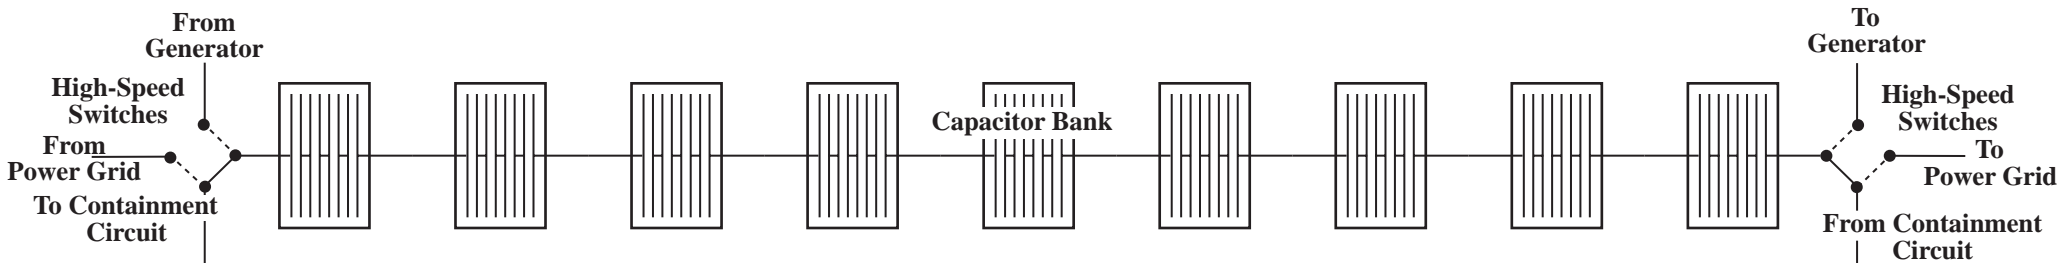 From
Generator
High-Speed
Switches
From
Power Grid
To Containment
Circuit
Capacitor Bank
To
Generator
High-Speed
Switches
To
Power Grid
From Containment
Circuit